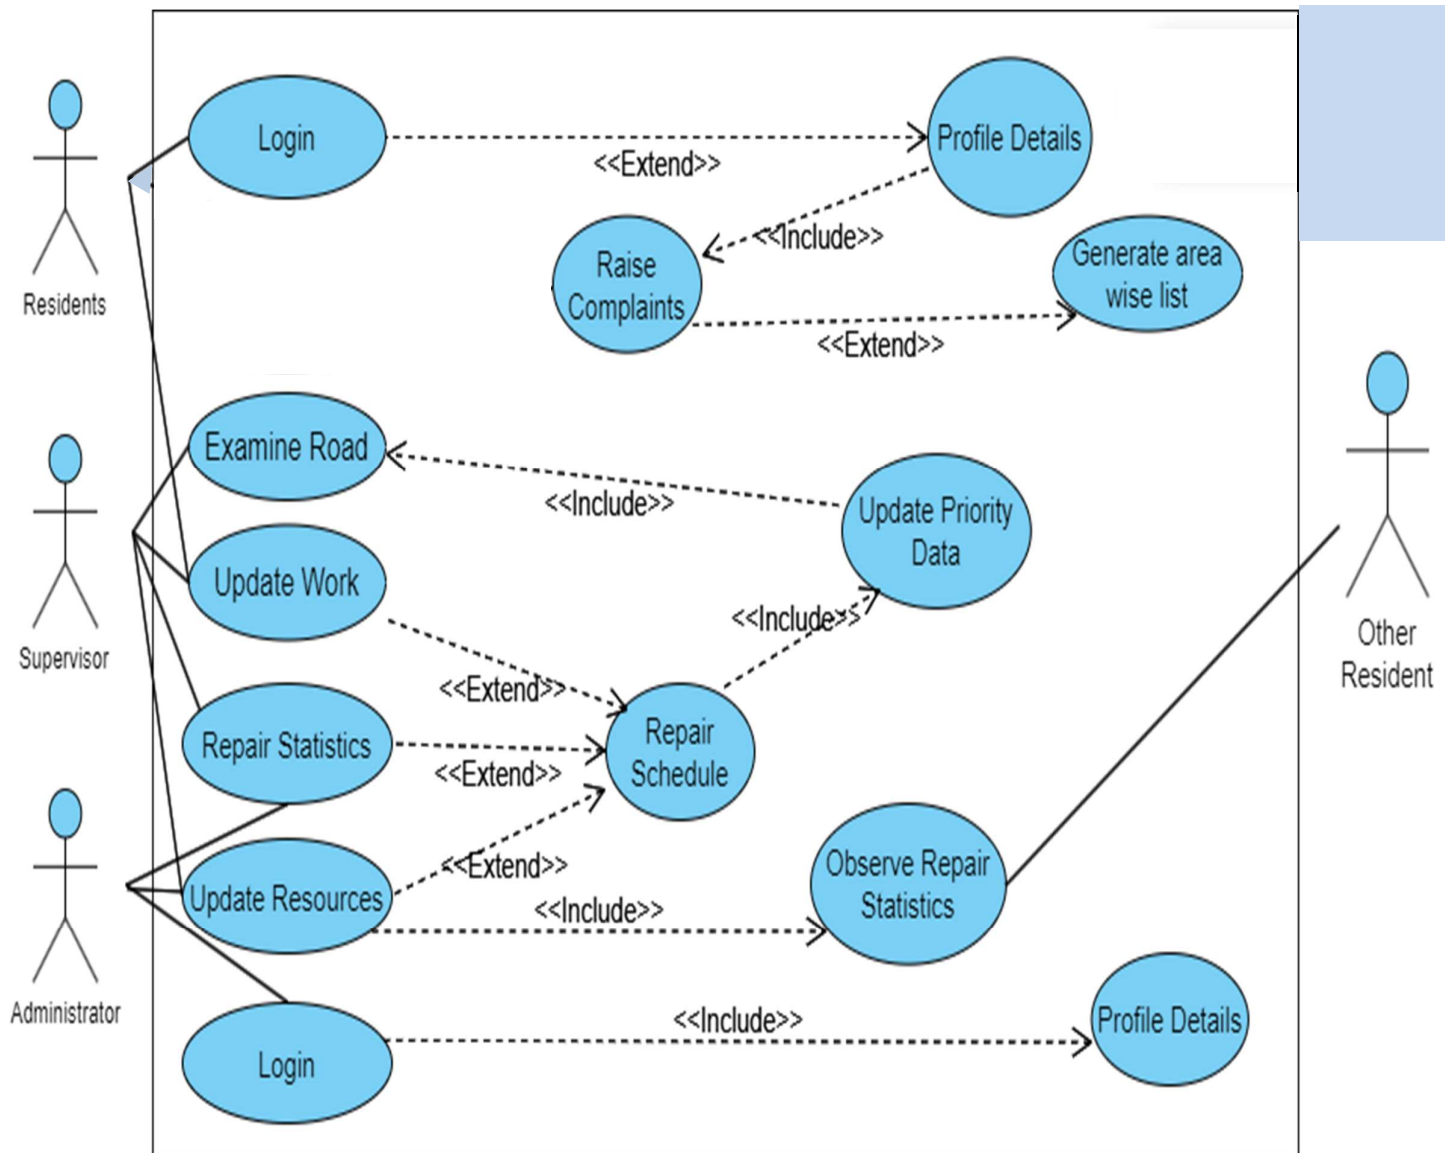 Login
<<Extend>>
Profile Details
<<Include>>
Raise
Complaints
Generate area
wise list
<<Extend>>
Residents
Examine Road
<<Include>>
Update Priority
Data
Update Work
<<Include>>
Supervisor
Other
Resident
<<Extend>>
Repair Statistics
<<Extend>>
Repair
Schedule
<<Extend>>
Update Resources
<<Include>>
Observe Repair
Statistics
Administrator
Login
<<Include>>
Profile Details